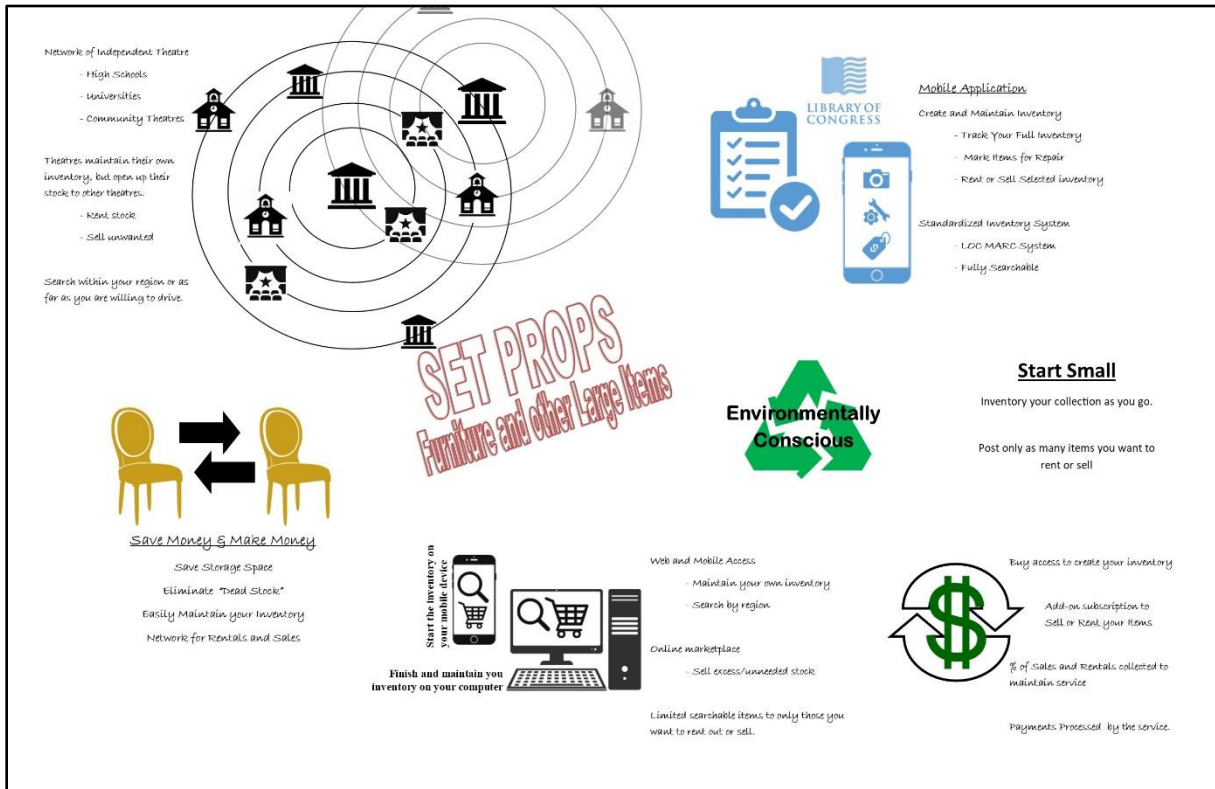 Network of Independent Theatre
- High Schools
- Universities
- Community Theatres
Theatres maintain their own
inventory, but open up their
stock to other theatres.
- Rent stock
- Sell unwanted
Search within your region or as
far as you are willing to drive.
LIBRARY OF
CONGRESS
Mobile Application
Create and Maintain Inventory
- Track Your Full Inventory
- Mark Items for Repair
- Rent or Sell Selected inventory
Standardized Inventory System
- LOC MARC System
- Fully Searchable
SET PROPS
Furniture and other Large Items
Environmentally
Conscious
Start Small
Inventory your collection as you go.
Post only as many items you want to
rent or sell
Save Money & Make Money
Save Storage Space
Eliminate "Dead Stock"
Easily Maintain your Inventory
Network for Rentals and Sales
Start the inventory on
your mobile device
Finish and maintain you
inventory on your computer
Web and Mobile Access
- Maintain your own inventory
- Search by region
Online marketplace
- Sell excess/unneeded stock
Limited searchable items to only those you
want to rent out or sell.
$
Buy access to create your inventory
Add-on subscription to
Sell or Rent your Items
% of Sales and Rentals collected to
maintain service
Payments Processed by the service.